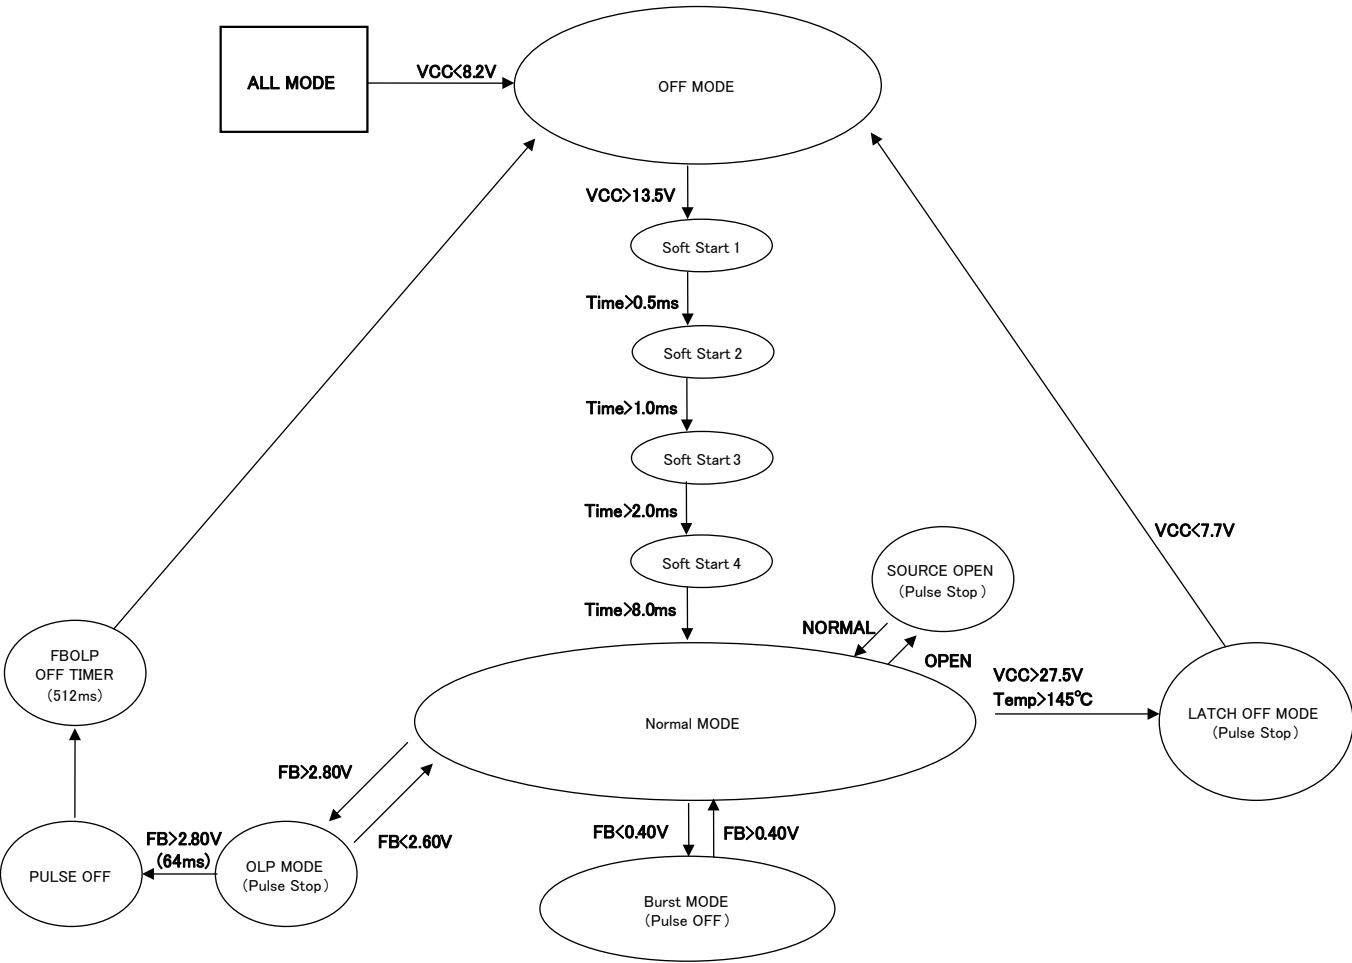 ALL MODE
VCC<8.2V
OFF MODE
VCC>13.5V
Soft Start 1
Time>0.5ms
Soft Start 2
Time>1.0ms
Soft Start 3
Time>2.0ms
Soft Start 4
Time>8.0ms
VCC<7.7V
SOURCE OPEN
(Pulse Stop)
NORMAL
OPEN
VCC>27.5V
Temp>145℃
LATCH OFF MODE
(Pulse Stop)
Normal MODE
FBOLP
OFF TIMER
(512ms)
FB>2.80V
FB<2.60V
FB>2.80V
(64ms)
PULSE OFF
OLP MODE
(Pulse Stop)
FB<0.40V
FB>0.40V
Burst MODE
(Pulse OFF)